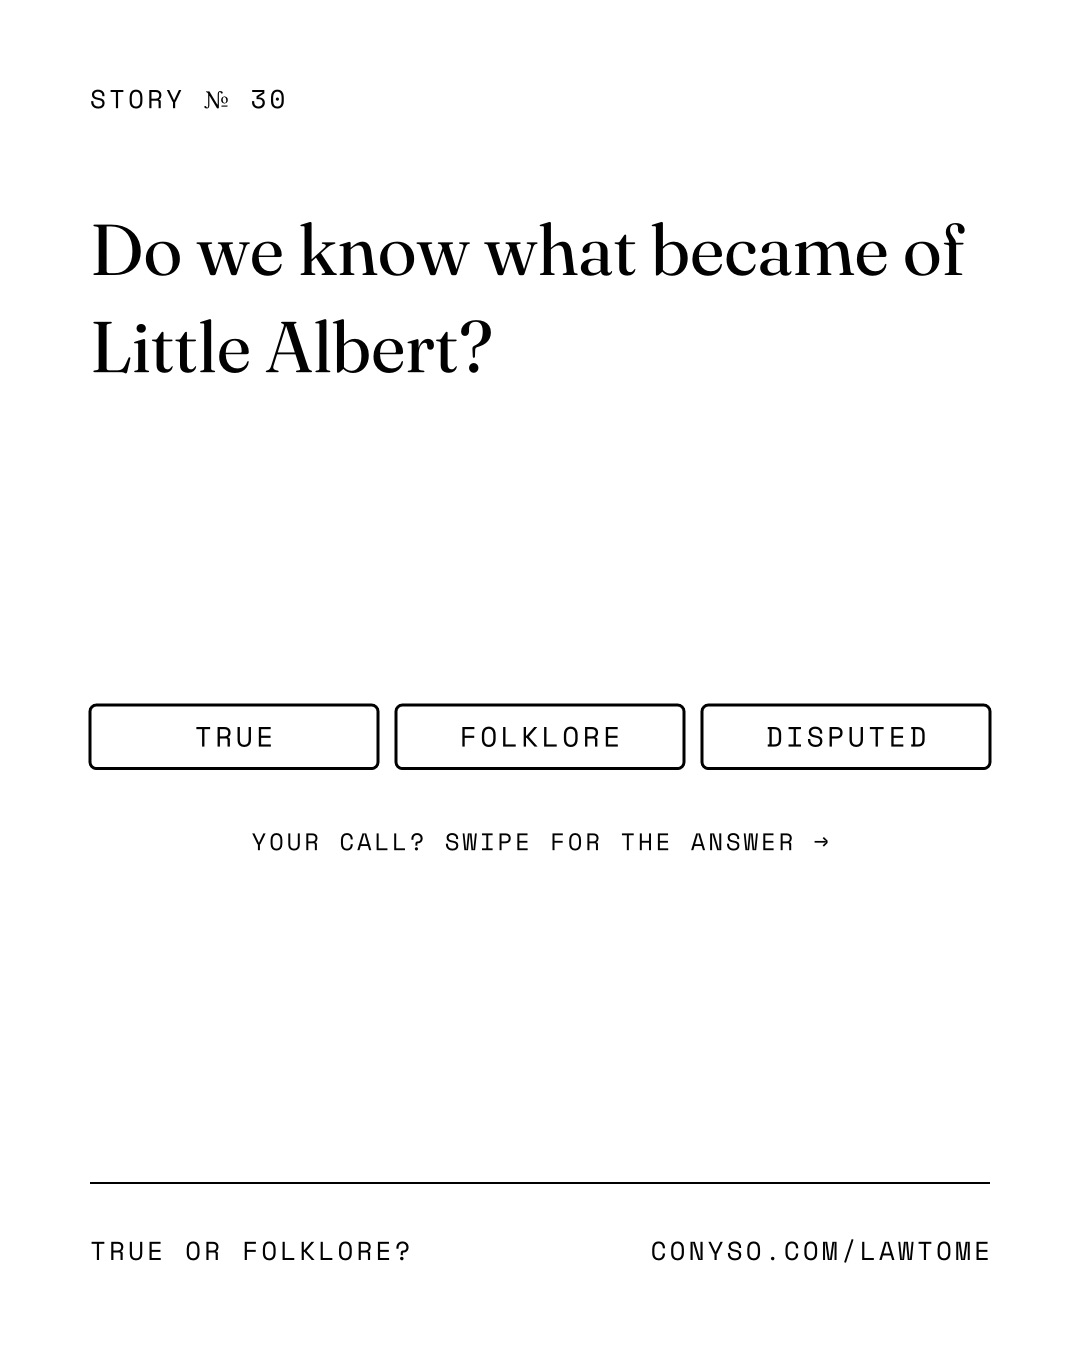 STORY № 30
Do we know what became of
Little Albert?
TRUE
FOLKLORE
DISPUTED
YOUR CALL? SWIPE FOR THE ANSWER →
TRUE OR FOLKLORE?
CONYSO.COM/LAWTOME